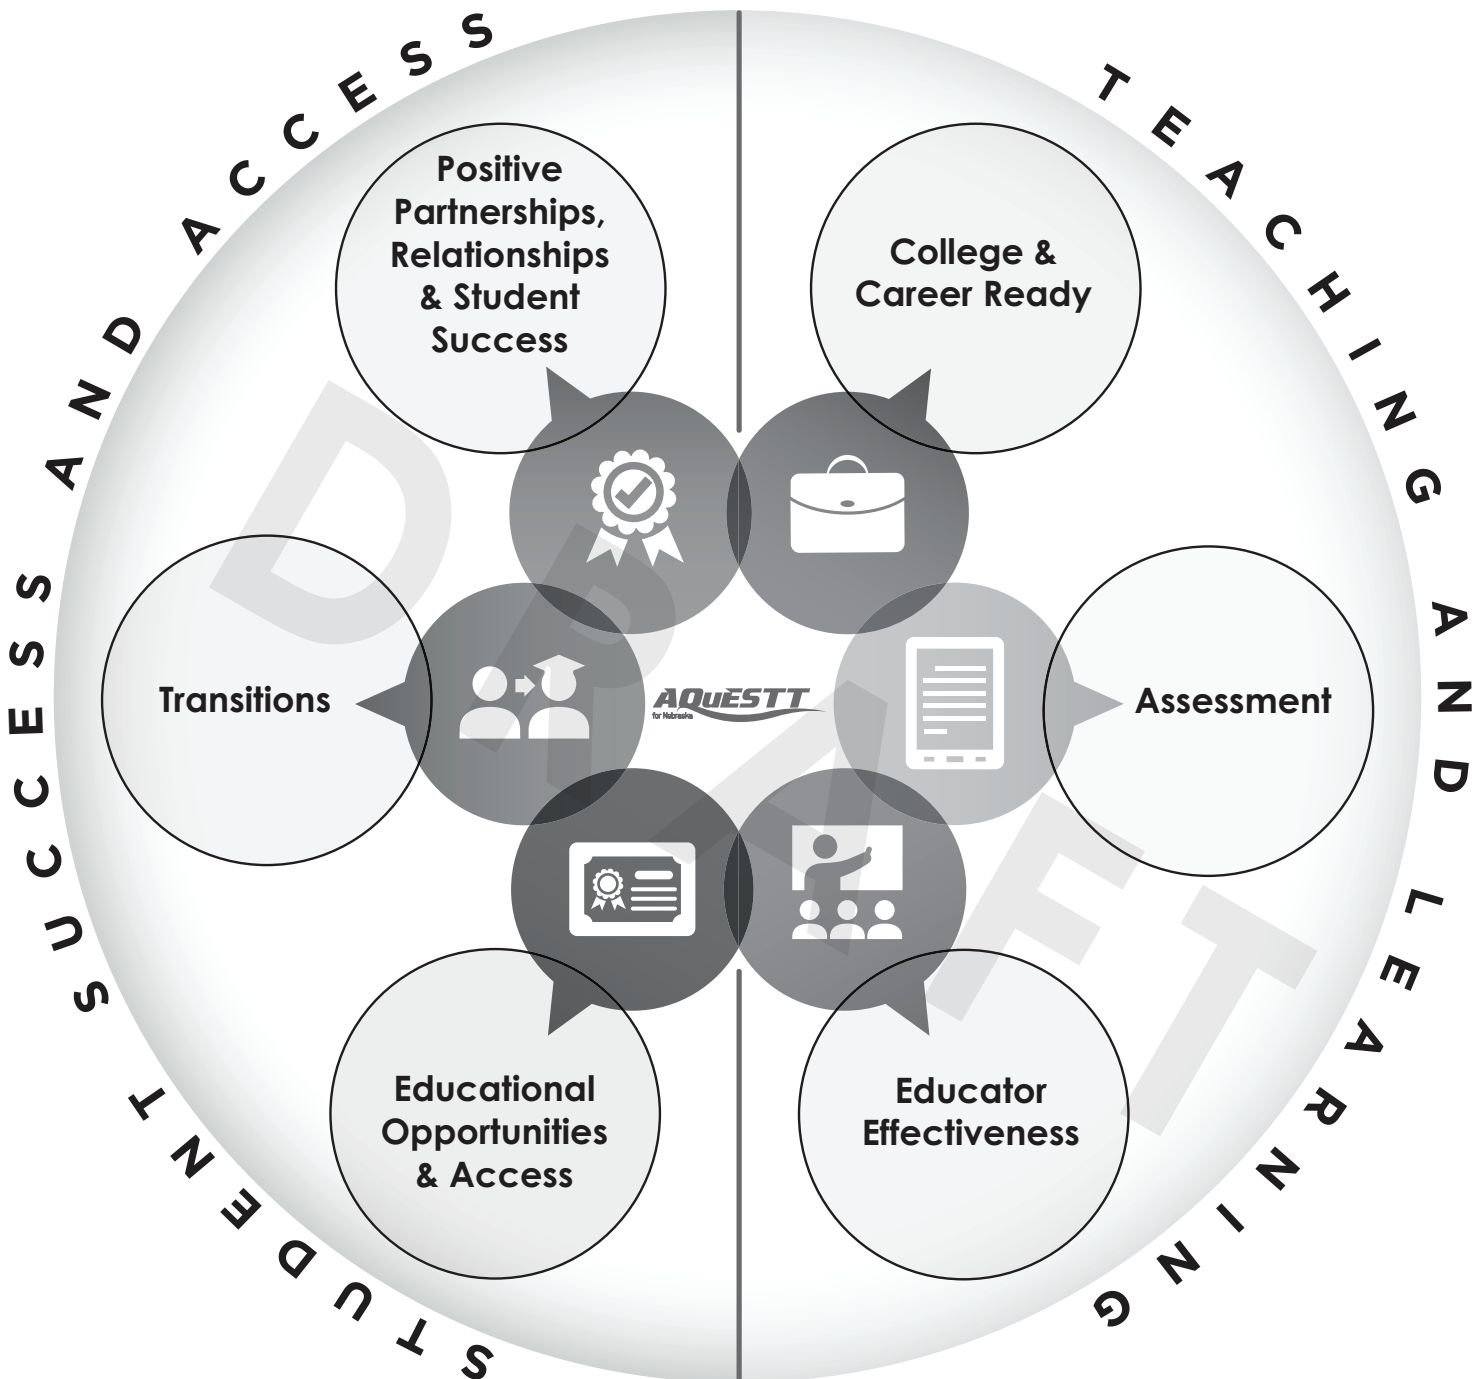 STUDENT SUCCESS AND ACCESS
TEACHING AND LEARNING
Positive
Partnerships,
Relationships
& Student
Success
College &
Career Ready
Transitions
AQuESTT
for Nebraska
Assessment
Educational
Opportunities
& Access
Educator
Effectiveness
DRAFT